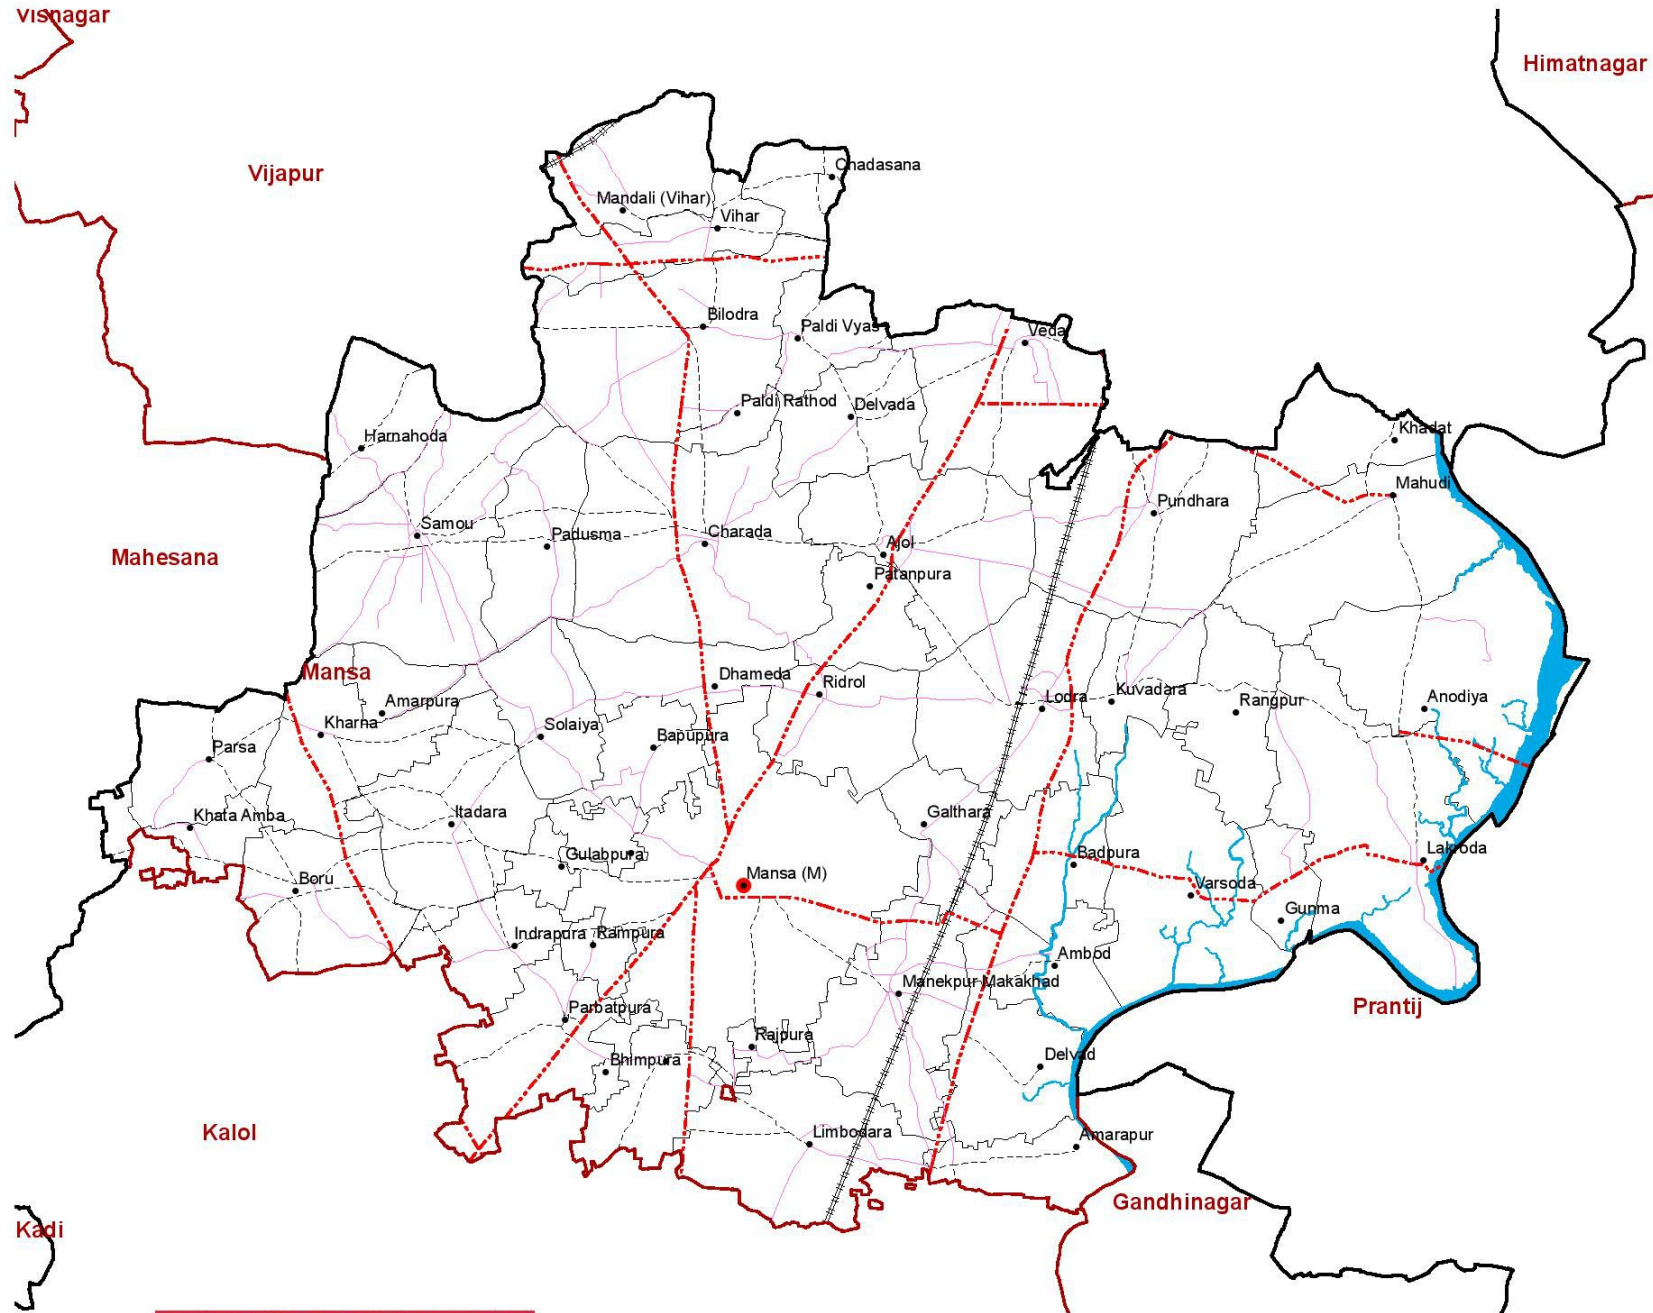 Visnagar
Himatnagar
Vijapur
Chadasana
Mandali (Vihar)
Vihar
Bilodra
Paldi Vyas
Veda
Paldi Rathod
Delvada
Harnahoda
Khadat
Mahudi
Pundhara
Samou
Padusma
Charada
Ajol
Mahesana
Patanpura
Mansa
Dhameda
Ridrol
Lodra
Kuvadara
Rangpur
Anodiya
Amarpura
Kharna
Solaiya
Bapupura
Parsa
Khata Amba
Itadara
Galthara
Gulabpura
Badpura
Lakroda
Boru
Mansa (M)
Varsoda
Gunma
Indrapura
Rampura
Ambod
Manekpur Makakhad
Parbatpura
Prantij
Rajpura
Bhimpura
Delvad
Kalol
Limbodara
Amarapur
Gandhinagar
Kadi